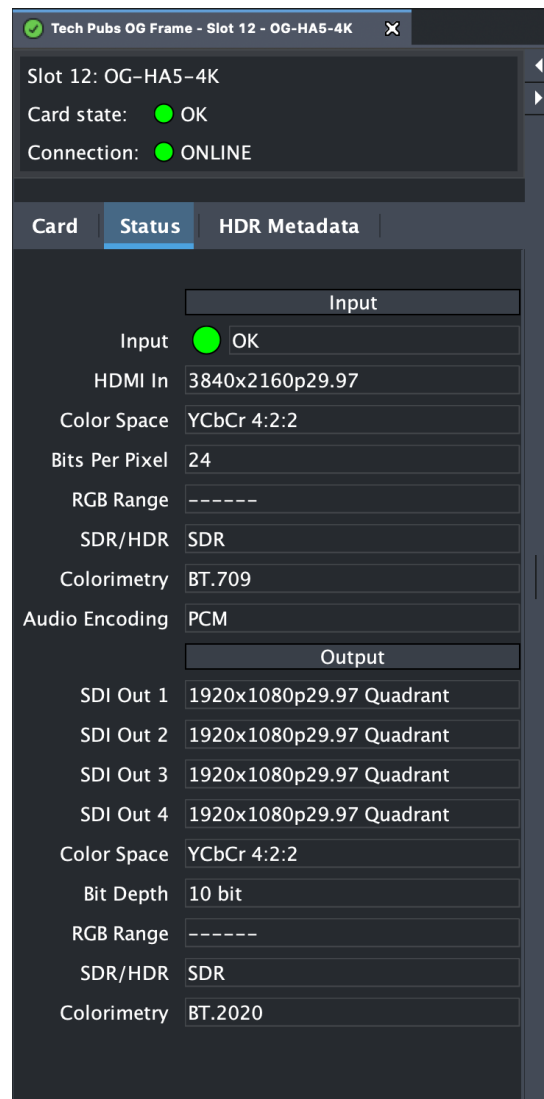 Tech Pubs OG Frame - Slot 12 - OG-HA5-4K X
Slot 12: OG-HA5-4K
Card state: OK
Connection: ONLINE
Card Status HDR Metadata
Input
Input OK
HDMI In 3840x2160p29.97
Color Space YCbCr 4:2:2
Bits Per Pixel 24
RGB Range ------
SDR/HDR SDR
Colorimetry BT.709
Audio Encoding PCM
Output
SDI Out 1 1920x1080p29.97 Quadrant
SDI Out 2 1920x1080p29.97 Quadrant
SDI Out 3 1920x1080p29.97 Quadrant
SDI Out 4 1920x1080p29.97 Quadrant
Color Space YCbCr 4:2:2
Bit Depth 10 bit
RGB Range ------
SDR/HDR SDR
Colorimetry BT.2020